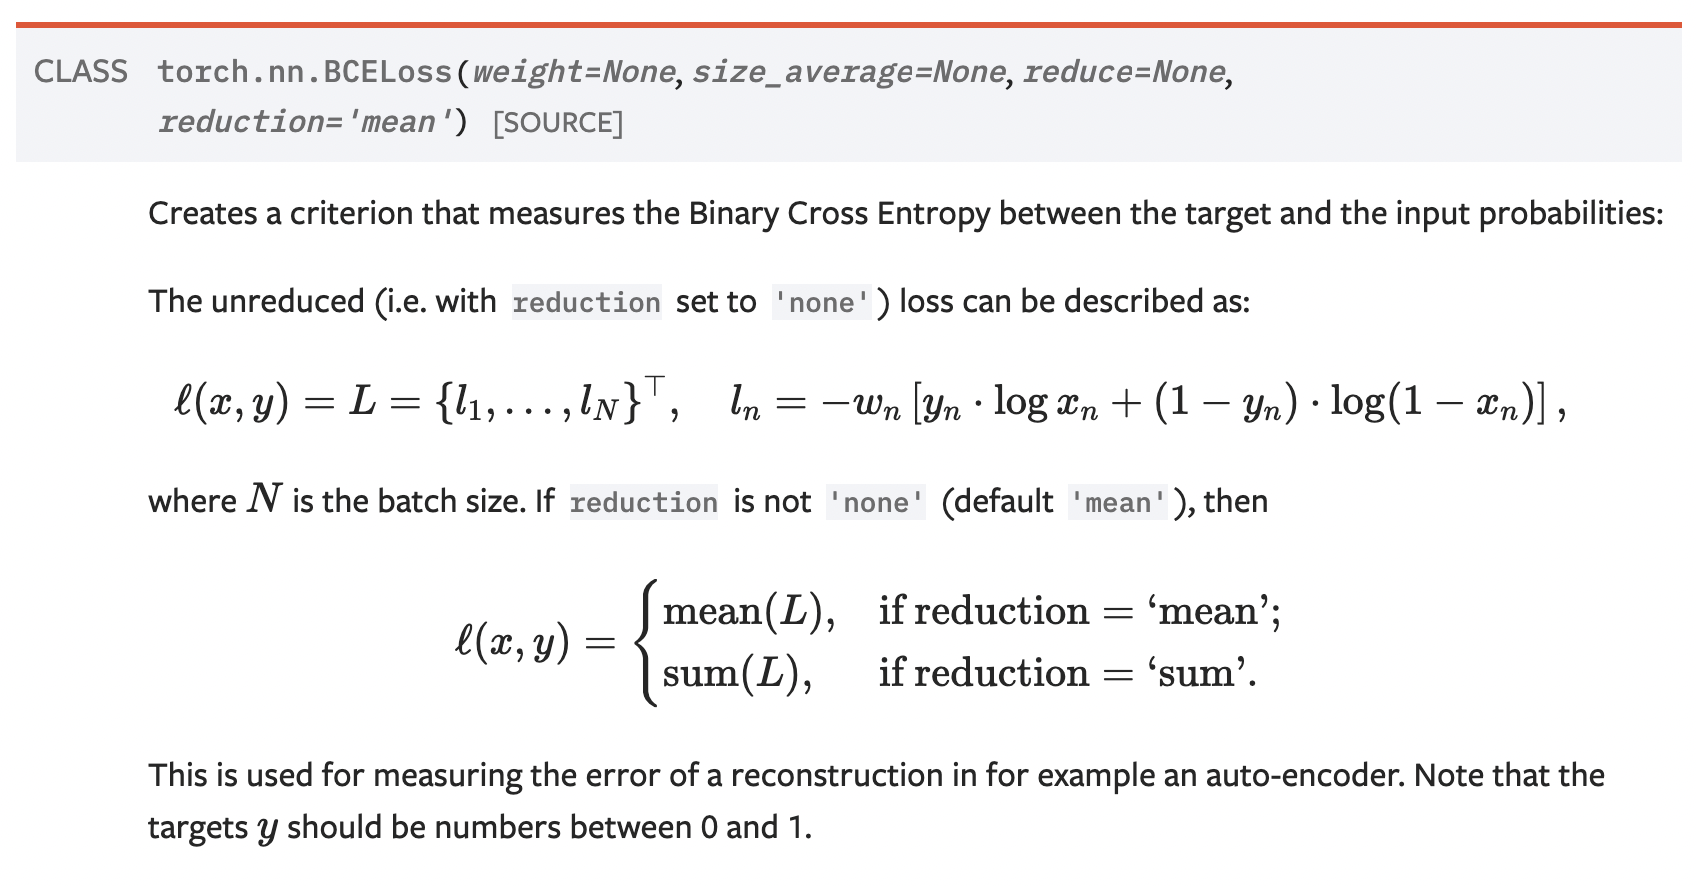 CLASS torch.nn.BCELoss(weight=None, size_average=None, reduce=None,
reduction='mean') [SOURCE]
Creates a criterion that measures the Binary Cross Entropy between the target and the input probabilities:
The unreduced (i.e. with reduction set to 'none') loss can be described as:
ℓ(x, y) = L = {l₁, . . . , l_N}^⊤, l_n = −w_n [y_n · log x_n + (1 − y_n) · log(1 − x_n)] ,
where N is the batch size. If reduction is not 'none' (default 'mean'), then
ℓ(x, y) = { mean(L), if reduction = ‘mean’;
sum(L), if reduction = ‘sum’.
This is used for measuring the error of a reconstruction in for example an auto-encoder. Note that the
targets y should be numbers between 0 and 1.